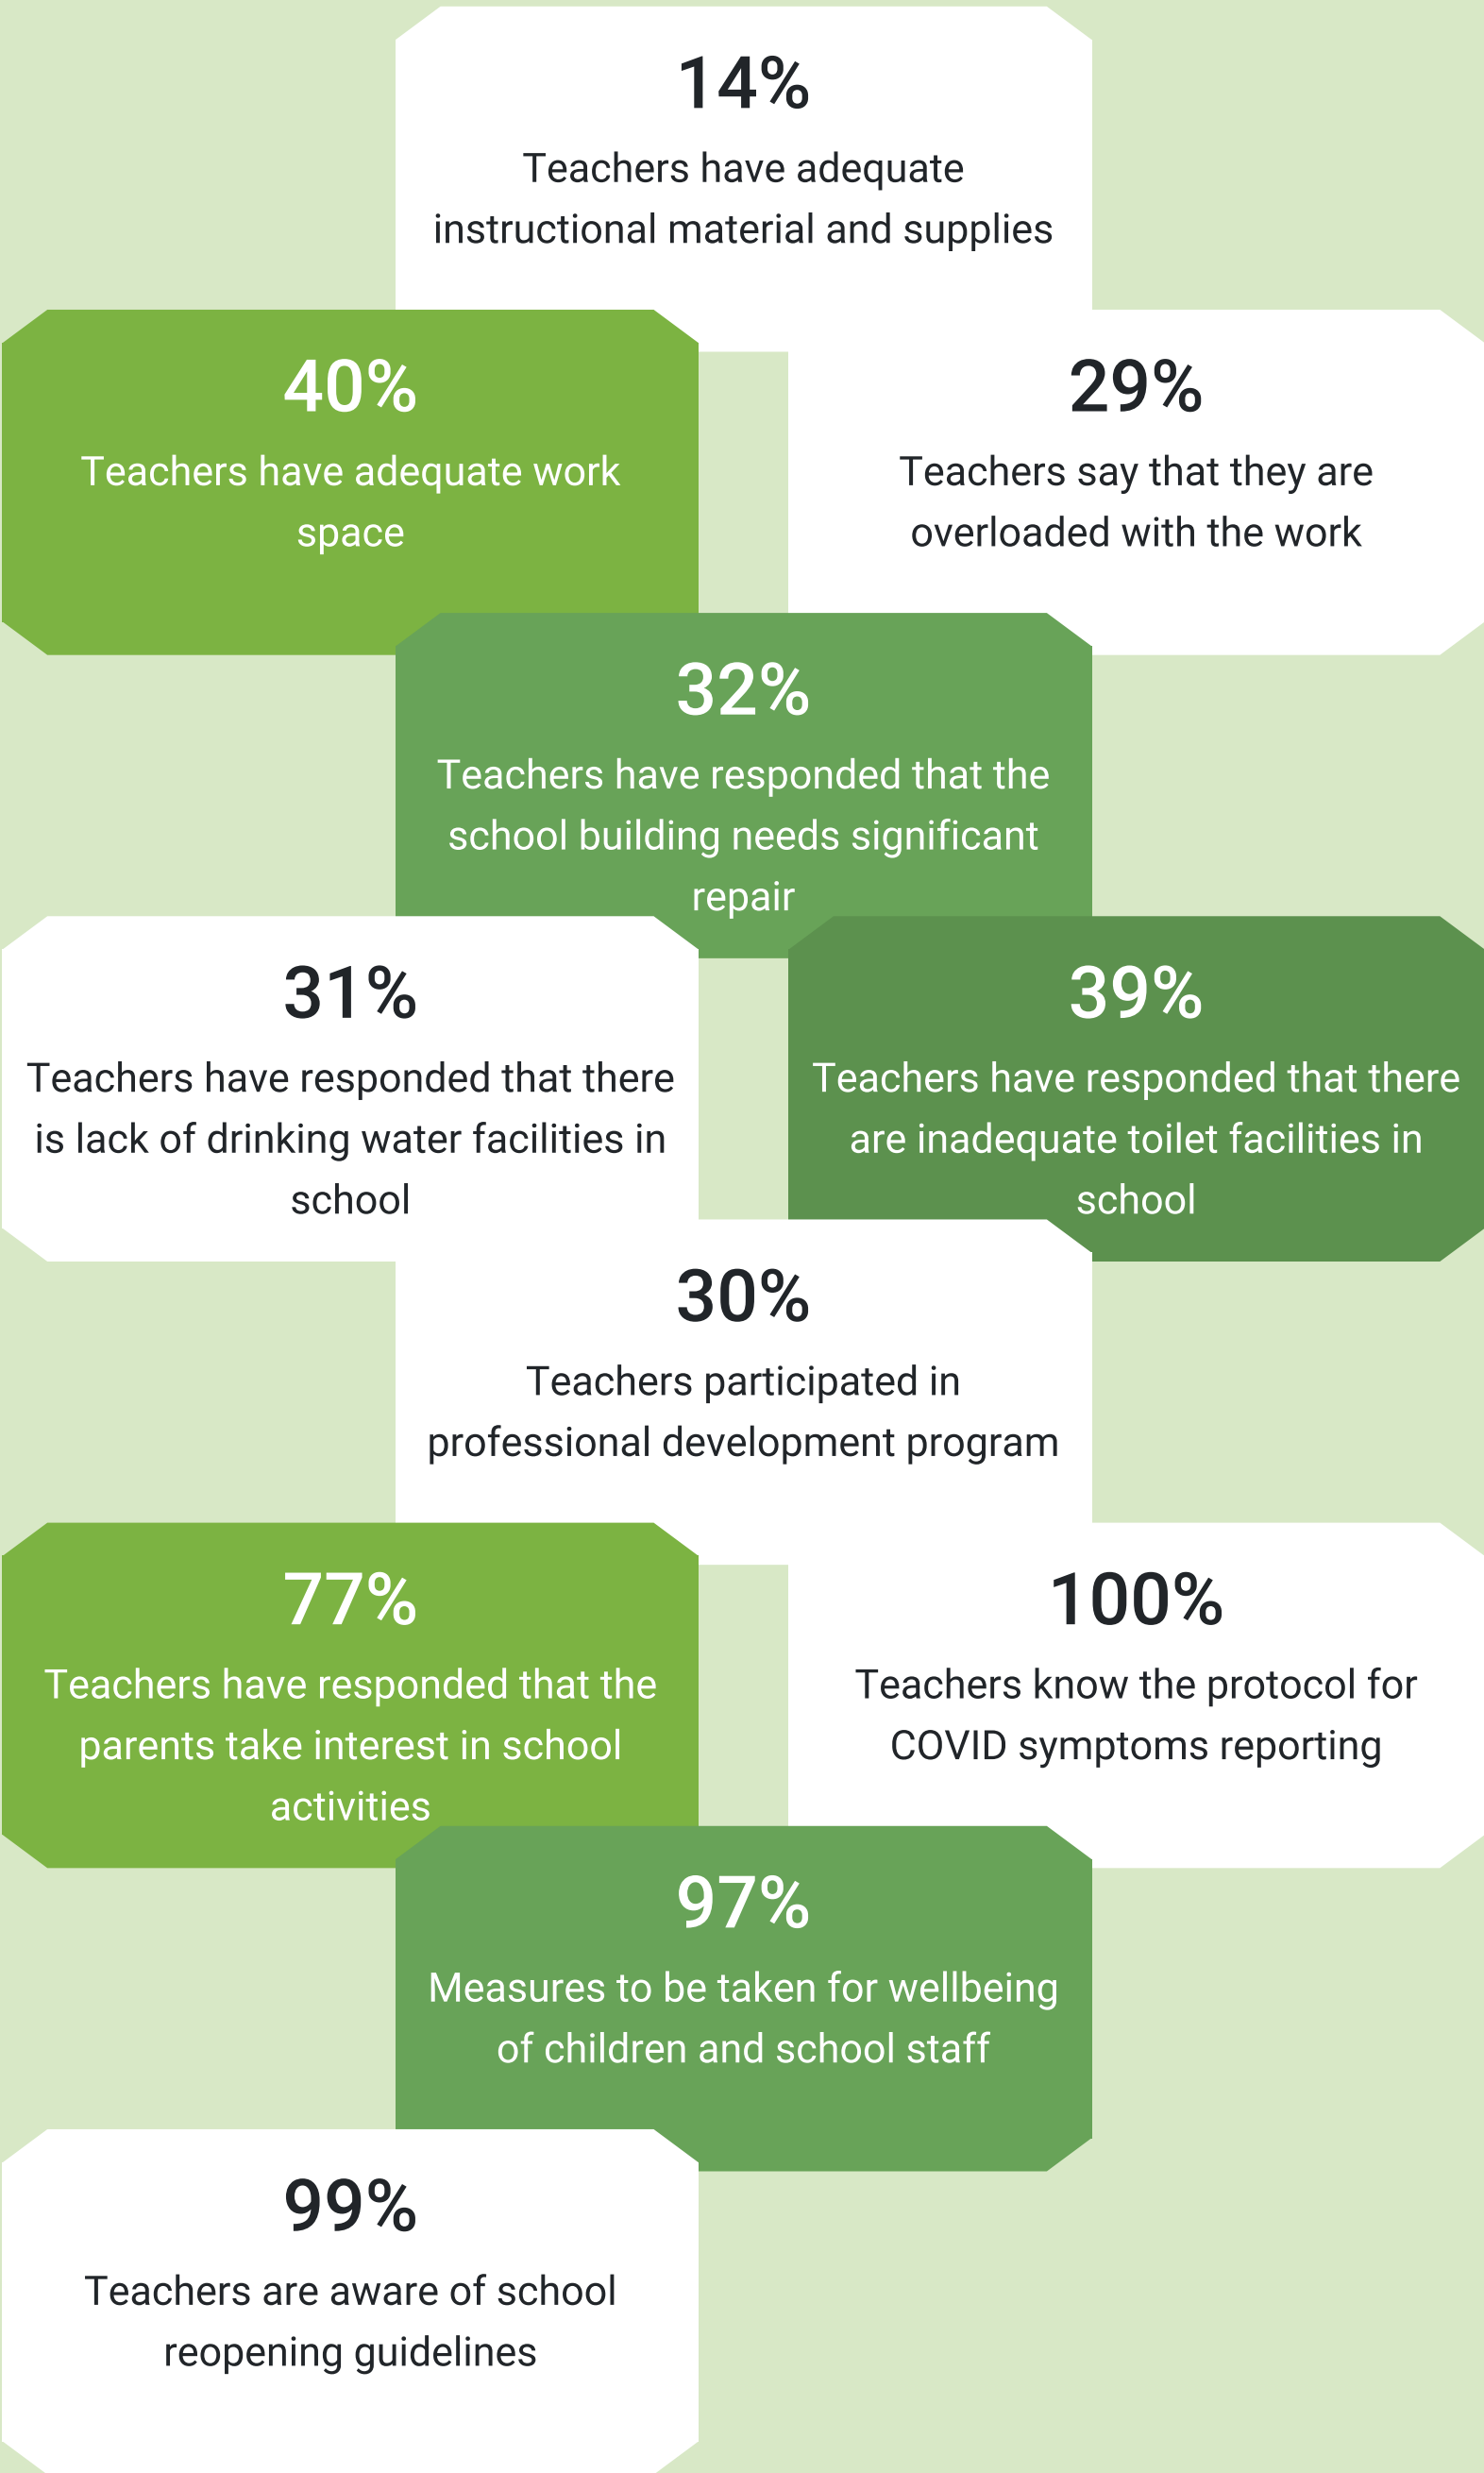 14%
Teachers have adequate
instructional material and supplies
40%
Teachers have adequate work
space
29%
Teachers say that they are
overloaded with the work
32%
Teachers have responded that the
school building needs significant
repair
31%
Teachers have responded that there
is lack of drinking water facilities in
school
39%
Teachers have responded that there
are inadequate toilet facilities in
school
30%
Teachers participated in
professional development program
77%
Teachers have responded that the
parents take interest in school
activities
100%
Teachers know the protocol for
COVID symptoms reporting
97%
Measures to be taken for wellbeing
of children and school staff
99%
Teachers are aware of school
reopening guidelines